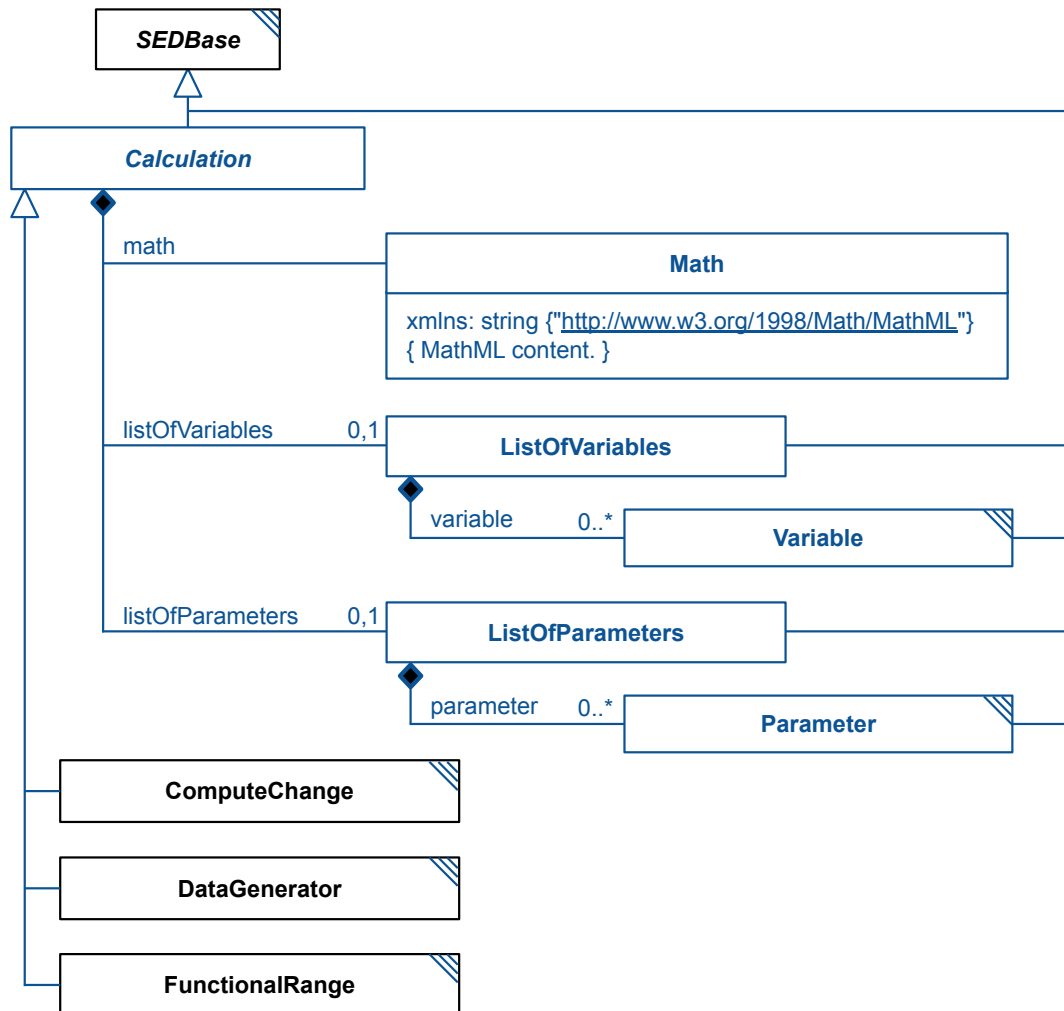 SEDBase
Calculation
math
Math
xmlns: string {"http://www.w3.org/1998/Math/MathML"}
{ MathML content. }
listOfVariables 0,1
ListOfVariables
variable 0..*
Variable
listOfParameters 0,1
ListOfParameters
parameter 0..*
Parameter
ComputeChange
DataGenerator
FunctionalRange